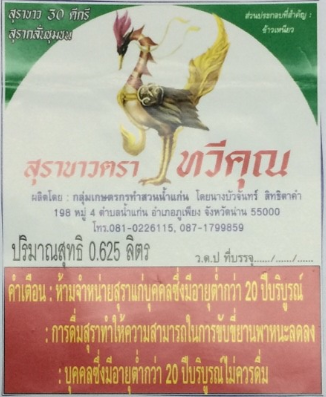 สุราขาว 30 ดีกรี
สุรากลั่นชุมชน
ส่วนประกอบที่สำคัญ :
ข้าวเหนียว
สุราขาวตรา ทวีคุณ
ผลิตโดย : กลุ่มเกษตรกรทำสวนน้ำแก่น โดยนางบัวจันทร์ สิทธิตาคำ
198 หมู่ 4 ตำบลน้ำแก่น อำเภอภูเพียง จังหวัดน่าน 55000
โทร.081-0226115, 087-1799859
ปริมาณสุทธิ 0.625 ลิตร
ว.ด.ป ที่บรรจุ....../....../......
คำเตือน : ห้ามจำหน่ายสุราแก่บุคคลซึ่งมีอายุต่ำกว่า 20 ปีบริบูรณ์
: การดื่มสุราทำให้ความสามารถในการขับขี่ยานพาหนะลดลง
: บุคคลซึ่งมีอายุต่ำกว่า 20 ปีบริบูรณ์ไม่ควรดื่ม